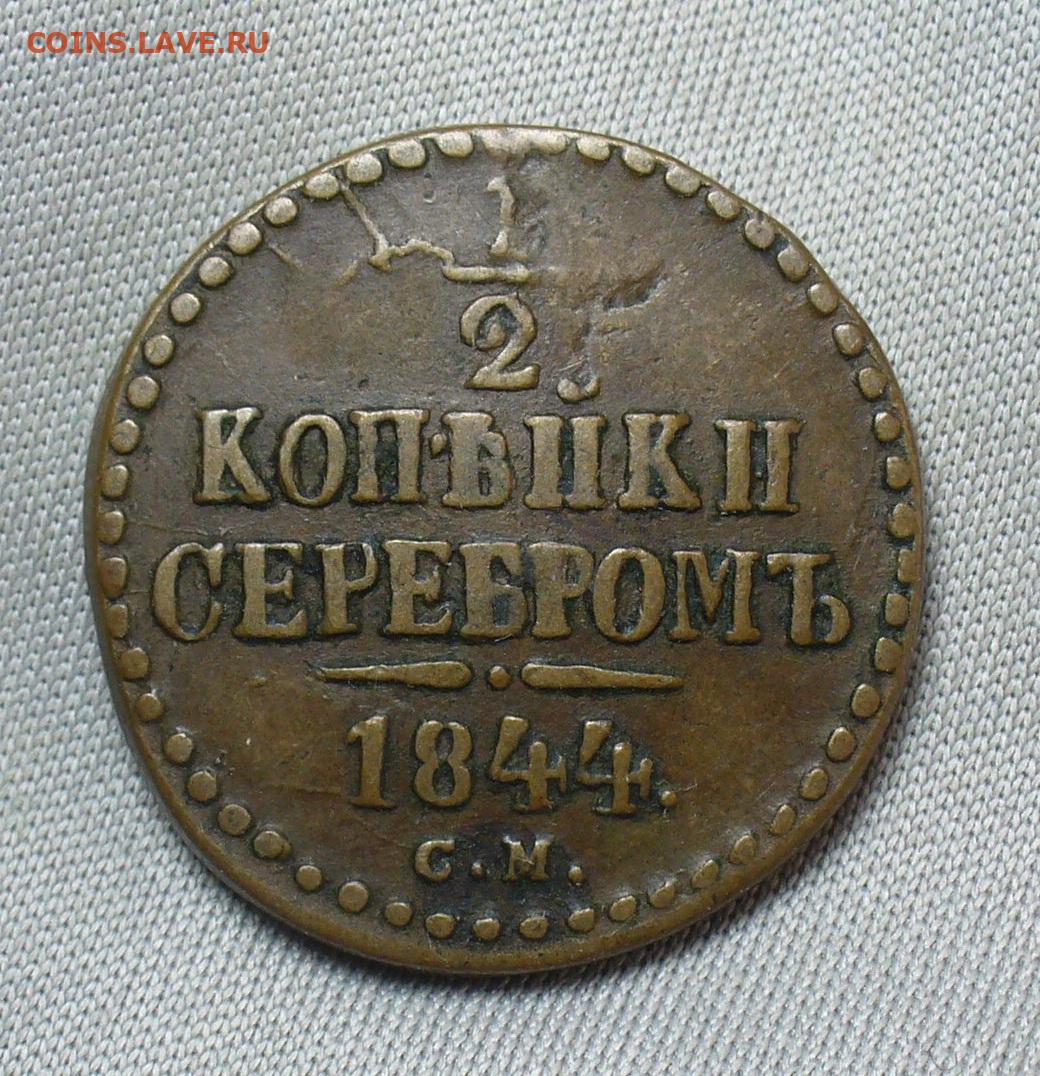 COINS.LAVE.RU
1
2
КОПѢЙКИ
СЕРЕБРОМЪ
1844.
С.М.